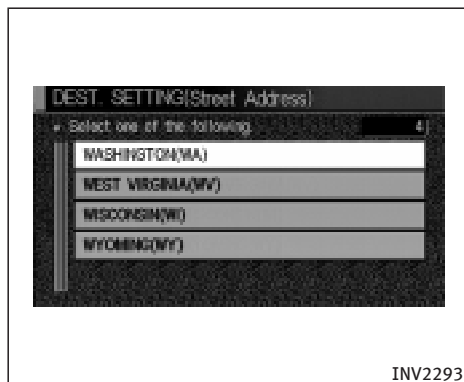 DEST. SETTING(Street Address)
Select one of the following.
4
WASHINGTON(WA)
WEST VIRGINIA(WV)
WISCONSIN(WI)
WYOMING(WY)
INV2293